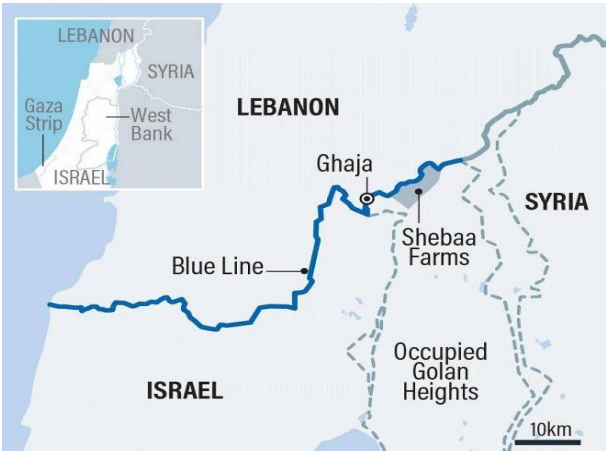 LEBANON
SYRIA
Gaza
Strip
West
Bank
ISRAEL
LEBANON
Ghaja
SYRIA
Shebaa
Farms
Blue Line
Occupied
Golan
Heights
ISRAEL
10km